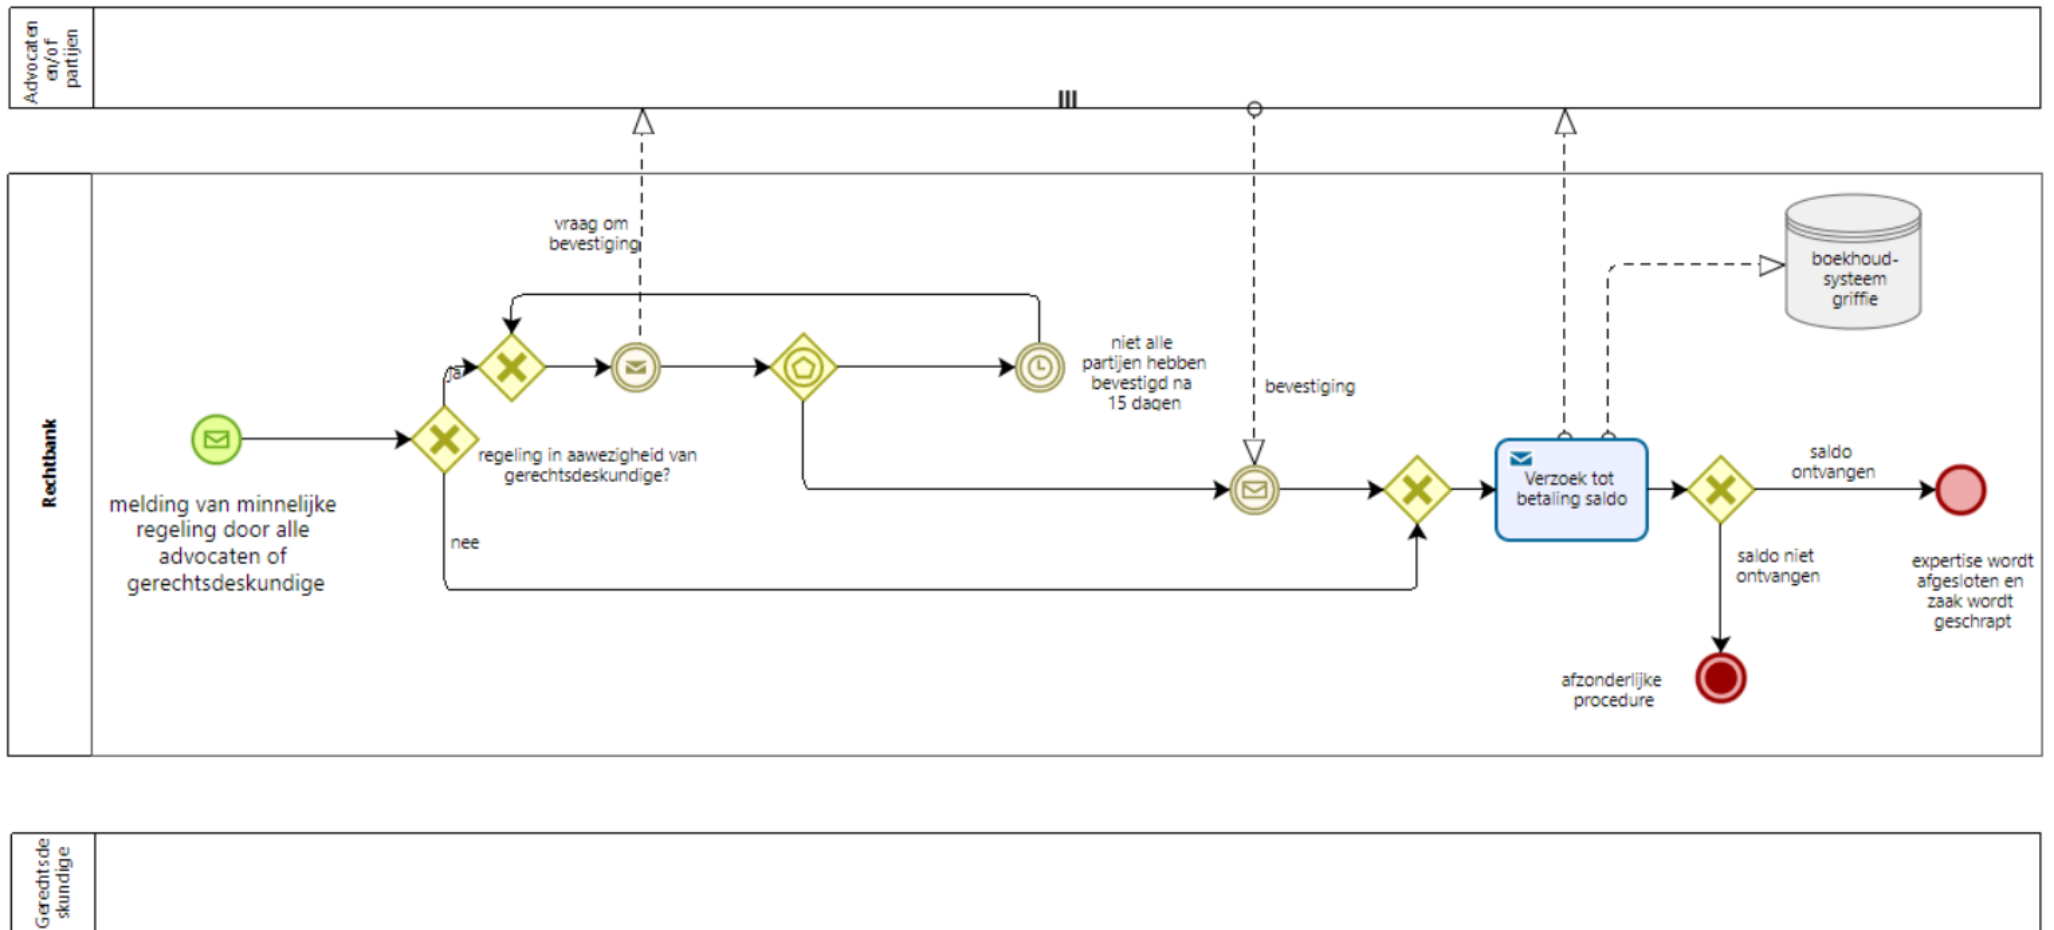 Advocaten
en/of
partijen
Rechtbank
vraag om
bevestiging
boekhoud-
systeem
griffie
niet alle
partijen hebben
bevestigd na
15 dagen
ja
bevestiging
regeling in aawezigheid van
gerechtsdeskundige?
melding van minnelijke
regeling door alle
advocaten of
gerechtsdeskundige
nee
Verzoek tot
betaling saldo
saldo
ontvangen
saldo niet
ontvangen
expertise wordt
afgesloten en
zaak wordt
geschrapt
afzonderlijke
procedure
Gerechtsde
skundige